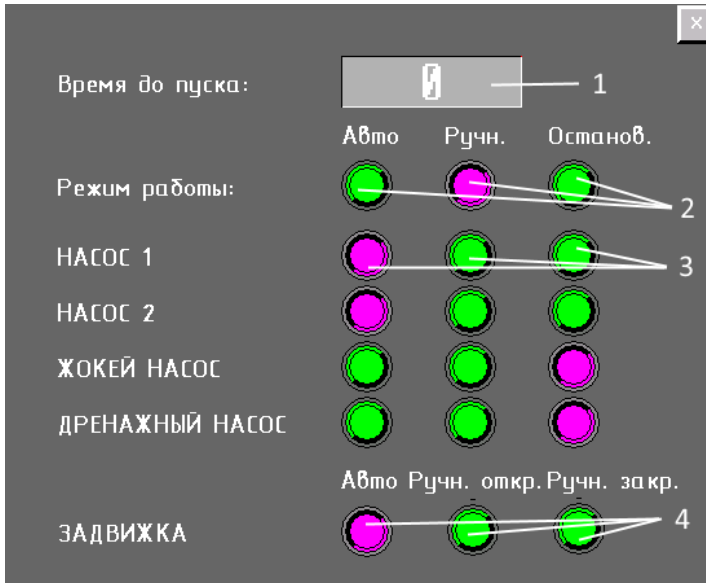 ×
Время до пуска: 0 1
Авто Ручн. Останов.
Режим работы: 2
НАСОС 1 3
НАСОС 2
ЖОКЕЙ НАСОС
ДРЕНАЖНЫЙ НАСОС
Авто Ручн. откр. Ручн. закр.
ЗАДВИЖКА 4